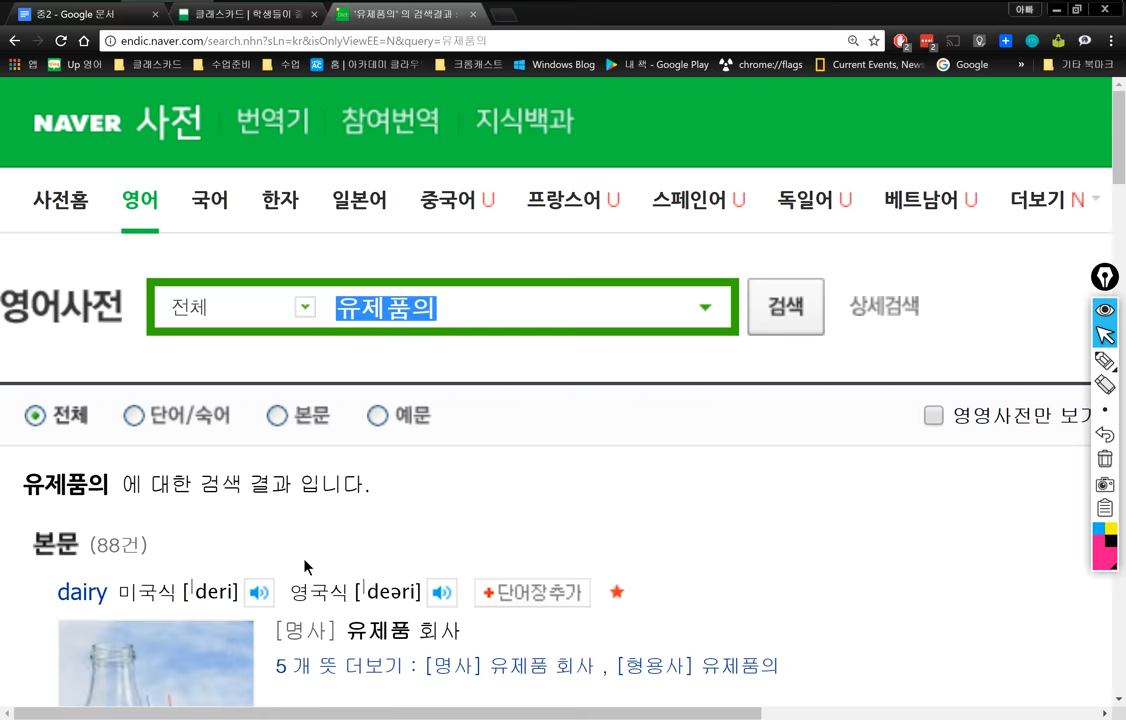 중2 - Google 문서
클래스카드 | 학생들이 줄
'유제품의' 의 검색결과 :
아빠
endic.naver.com/search.nhn?sLn=kr&isOnlyViewEE=N&query=유제품의
앱 Up 영어 클래스카드 수업준비 수업 홈 | 아카데미 클라우 크롬캐스트 Windows Blog 내 책 - Google Play chrome://flags Current Events, News Google » 기타 북마크
NAVER 사전 번역기 참여번역 지식백과
사전홈 영어 국어 한자 일본어 중국어 U 프랑스어 U 스페인어 U 독일어 U 베트남어 U 더보기 N
영어사전 전체 유제품의 검색 상세검색
전체 단어/숙어 본문 예문 영영사전만 보기
유제품의 에 대한 검색 결과 입니다.
본문 (88건)
dairy 미국식 [ˈderi] 영국식 [ˈdeəri] +단어장 추가
[명사] 유제품 회사
5 개 뜻 더보기 : [명사] 유제품 회사 , [형용사] 유제품의